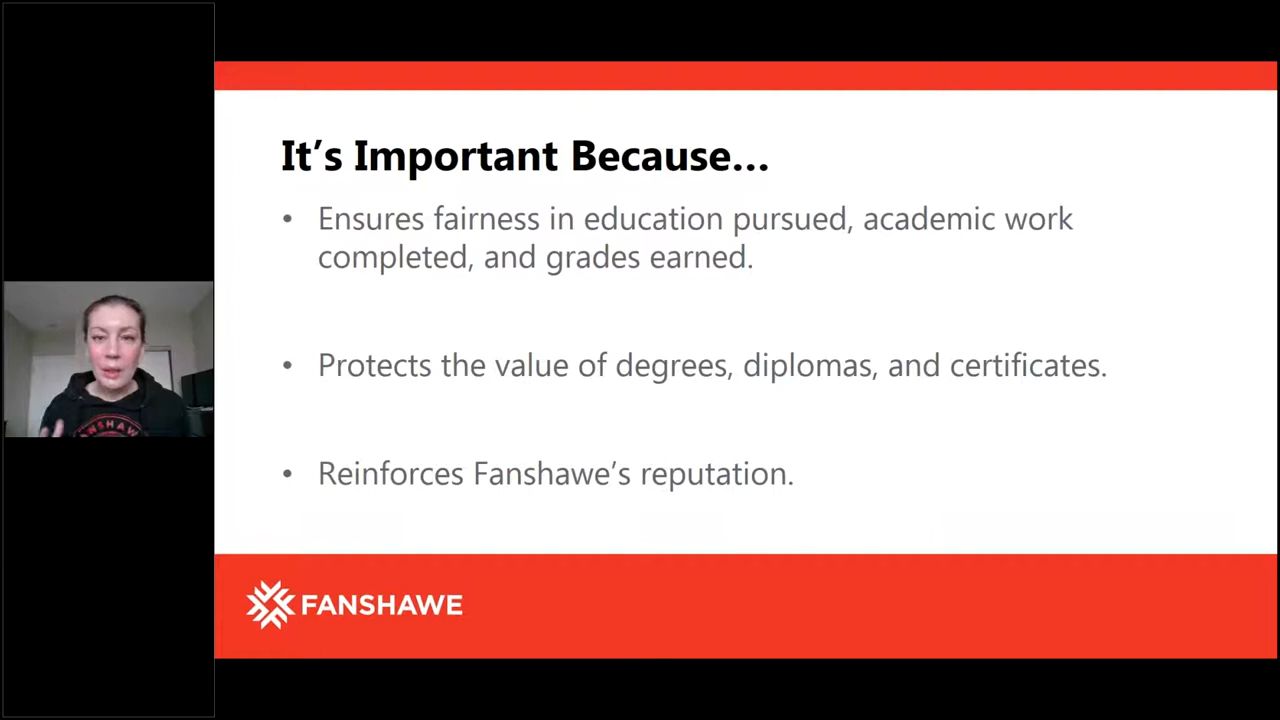 It’s Important Because…
• Ensures fairness in education pursued, academic work
completed, and grades earned.
• Protects the value of degrees, diplomas, and certificates.
• Reinforces Fanshawe’s reputation.
FANSHAWE